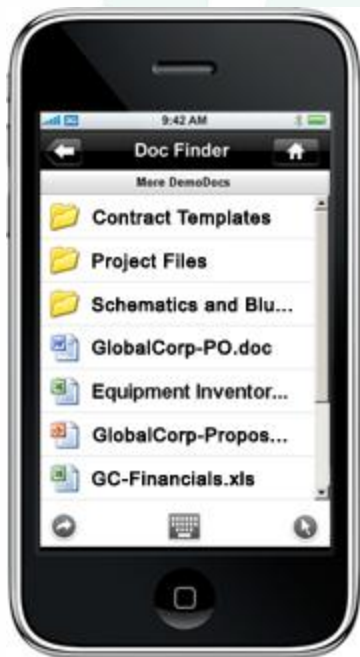 3G
9:42 AM
Doc Finder
More DemoDocs
Contract Templates
Project Files
Schematics and Blu...
GlobalCorp-PO.doc
Equipment Inventor...
GlobalCorp-Propos...
GC-Financials.xls